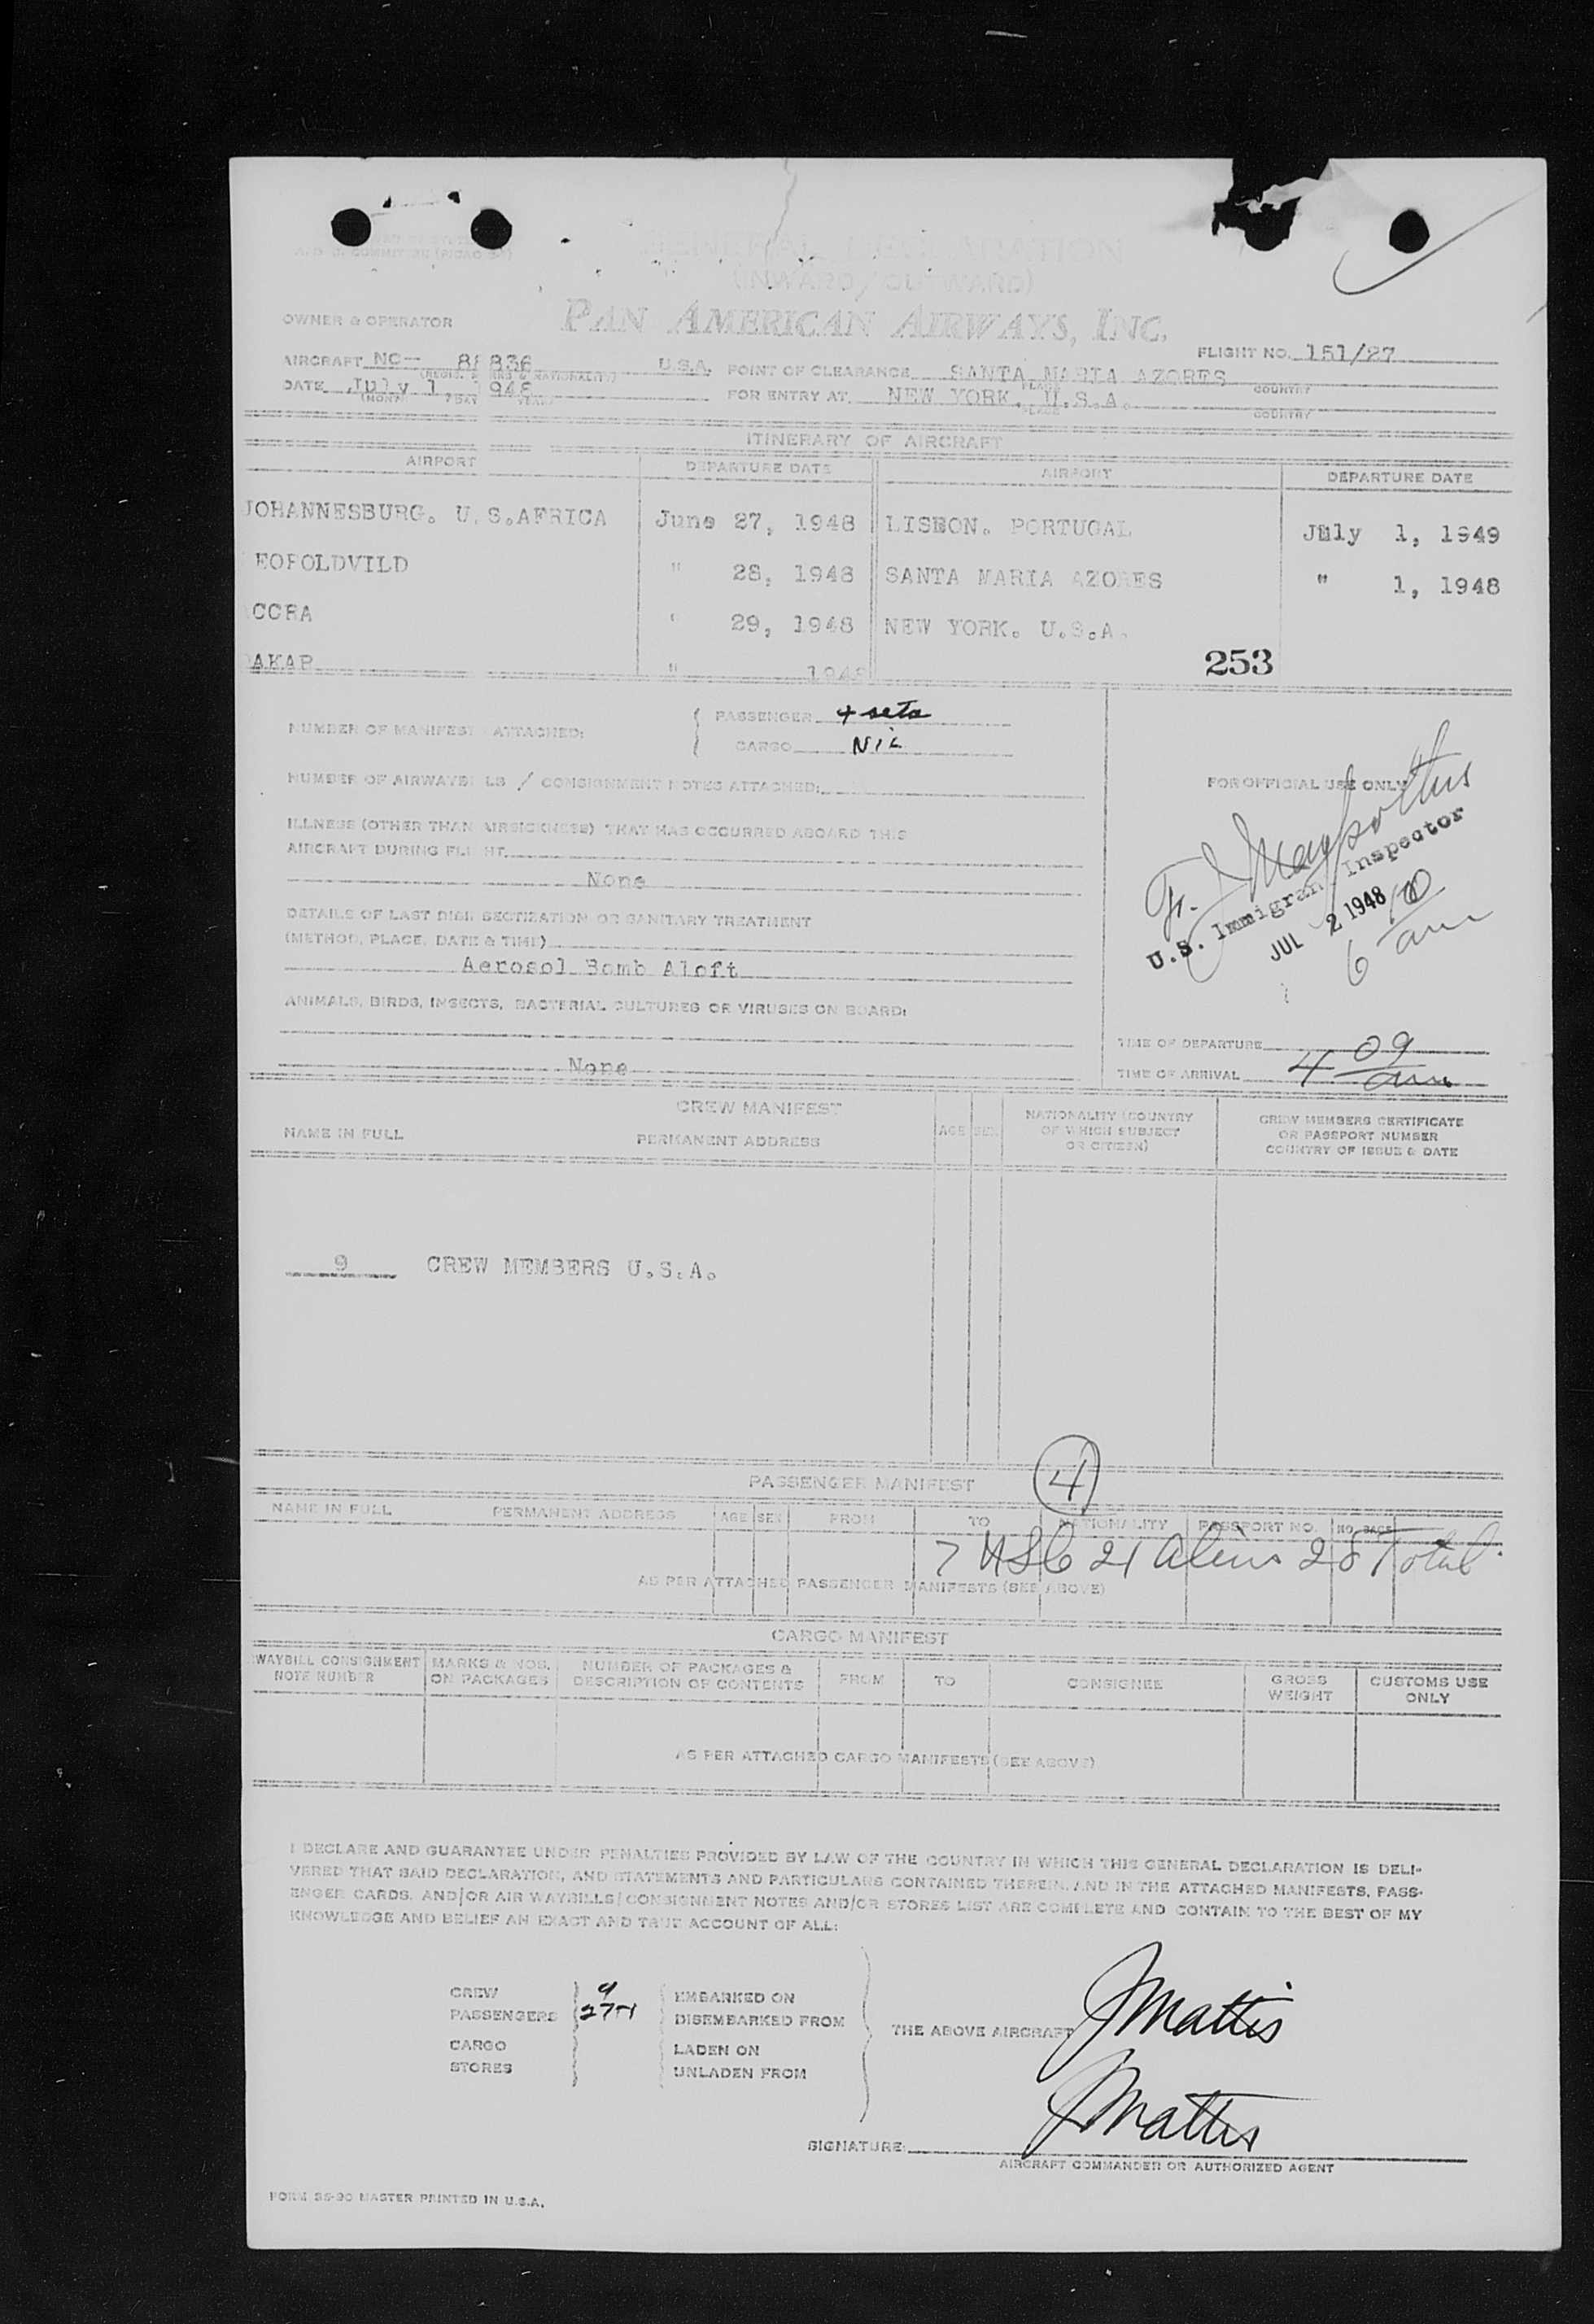 GENERAL DECLARATION
(INWARD/OUTWARD)
OWNER & OPERATOR PAN AMERICAN AIRWAYS, INC.
AIRCRAFT NC— 88836 U.S.A. FLIGHT NO. 151/27
POINT OF CLEARANCE SANTA MARIA AZORES
PLACE COUNTRY
DATE July 1, 1948 FOR ENTRY AT NEW YORK. U.S.A.
(MONTH) DAY YEAR PLACE COUNTRY
ITINERARY OF AIRCRAFT
AIRPORT DEPARTURE DATE AIRPORT DEPARTURE DATE
JOHANNESBURG. U.S.AFRICA June 27, 1948 LISBON. PORTUGAL July 1, 1949
EOPOLDVILD " 28, 1948 SANTA MARIA AZORES " 1, 1948
CCRA " 29, 1948 NEW YORK. U.S.A.
DAKAR " 1948 253
NUMBER OF MANIFEST ATTACHED: PASSENGER 4 sets
CARGO NiL
NUMBER OF AIRWAYBILLS / CONSIGNMENT NOTES ATTACHED:
FOR OFFICIAL USE ONLY
ILLNESS (OTHER THAN AIRSICKNESS) THAT HAS OCCURRED ABOARD THIS
AIRCRAFT DURING FLIGHT
None
U.S. Immigrant Inspector
JUL 2 1948
6 00 am
DETAILS OF LAST DISINSECTIZATION OR SANITARY TREATMENT
(METHOD, PLACE, DATE & TIME)
Aerosol Bomb Aloft
ANIMALS, BIRDS, INSECTS, BACTERIAL CULTURES OR VIRUSES ON BOARD:
None
TIME OF DEPARTURE
TIME OF ARRIVAL 4 09 am
CREW MANIFEST
NAME IN FULL PERMANENT ADDRESS AGE SEX NATIONALITY (COUNTRY OF WHICH SUBJECT OR CITIZEN) CREW MEMBERS CERTIFICATE OR PASSPORT NUMBER COUNTRY OF ISSUE & DATE
9 CREW MEMBERS U.S.A.
4
PASSENGER MANIFEST
NAME IN FULL PERMANENT ADDRESS AGE SEX FROM TO NATIONALITY PASSPORT NO. NO. BAGS
7 USC 21 Aliens 28 Total
AS PER ATTACHED PASSENGER MANIFESTS (SEE ABOVE)
CARGO MANIFEST
WAYBILL CONSIGNMENT NOTE NUMBER MARKS & NOS. ON PACKAGES NUMBER OF PACKAGES & DESCRIPTION OF CONTENTS FROM TO CONSIGNEE GROSS WEIGHT CUSTOMS USE ONLY
AS PER ATTACHED CARGO MANIFESTS (SEE ABOVE)
I DECLARE AND GUARANTEE UNDER PENALTIES PROVIDED BY LAW OF THE COUNTRY IN WHICH THIS GENERAL DECLARATION IS DELI-
VERED THAT SAID DECLARATION, AND STATEMENTS AND PARTICULARS CONTAINED THEREIN, AND IN THE ATTACHED MANIFESTS, PASS-
ENGER CARDS, AND/OR AIR WAYBILLS/CONSIGNMENT NOTES AND/OR STORES LIST ARE COMPLETE AND CONTAIN TO THE BEST OF MY
KNOWLEDGE AND BELIEF AN EXACT AND TRUE ACCOUNT OF ALL:
CREW 9 EMBARKED ON
PASSENGERS 27+1 DISEMBARKED FROM
THE ABOVE AIRCRAFT JMattis
CARGO LADEN ON
STORES UNLADEN FROM
SIGNATURE: JMattis
AIRCRAFT COMMANDER OR AUTHORIZED AGENT
FORM 35-90 MASTER PRINTED IN U.S.A.